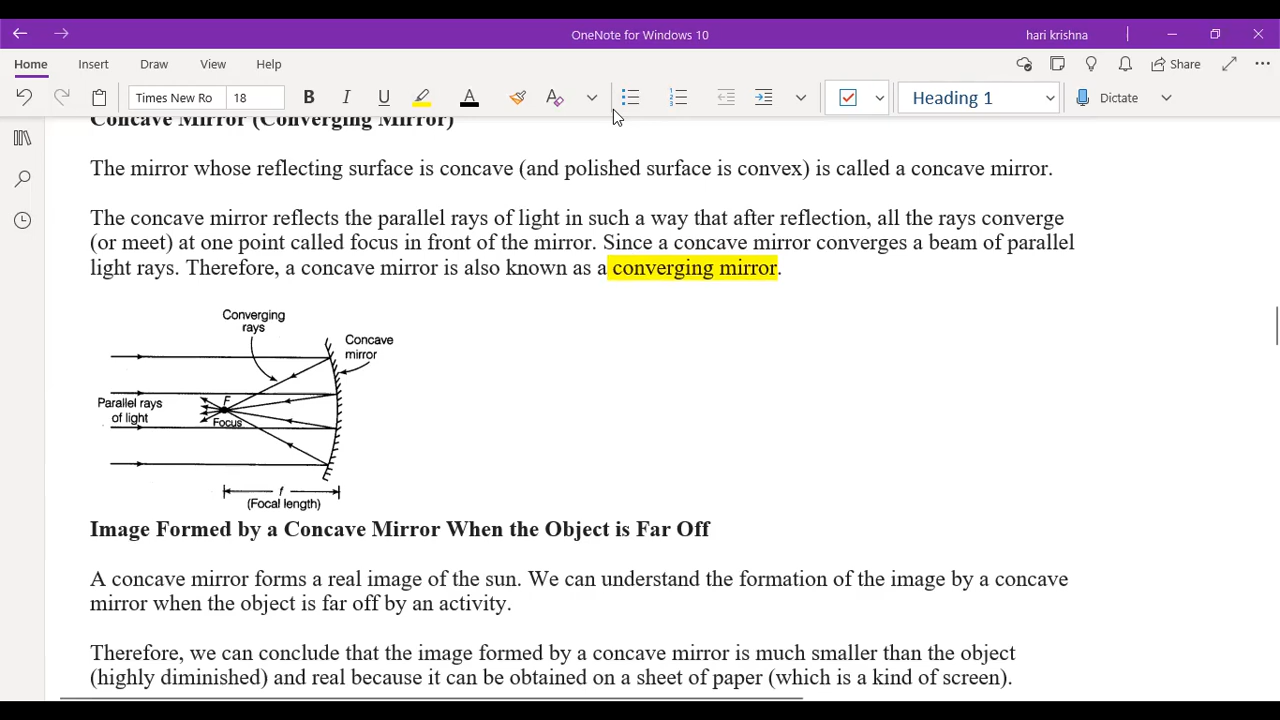 OneNote for Windows 10
hari krishna
Home Insert Draw View Help
Share
Times New Ro 18 B I U A A Heading 1 Dictate
Concave Mirror (Converging Mirror)
The mirror whose reflecting surface is concave (and polished surface is convex) is called a concave mirror.
The concave mirror reflects the parallel rays of light in such a way that after reflection, all the rays converge
(or meet) at one point called focus in front of the mirror. Since a concave mirror converges a beam of parallel
light rays. Therefore, a concave mirror is also known as a converging mirror.
Converging
rays
Concave
mirror
Parallel rays
of light
F
Focus
f
(Focal length)
Image Formed by a Concave Mirror When the Object is Far Off
A concave mirror forms a real image of the sun. We can understand the formation of the image by a concave
mirror when the object is far off by an activity.
Therefore, we can conclude that the image formed by a concave mirror is much smaller than the object
(highly diminished) and real because it can be obtained on a sheet of paper (which is a kind of screen).